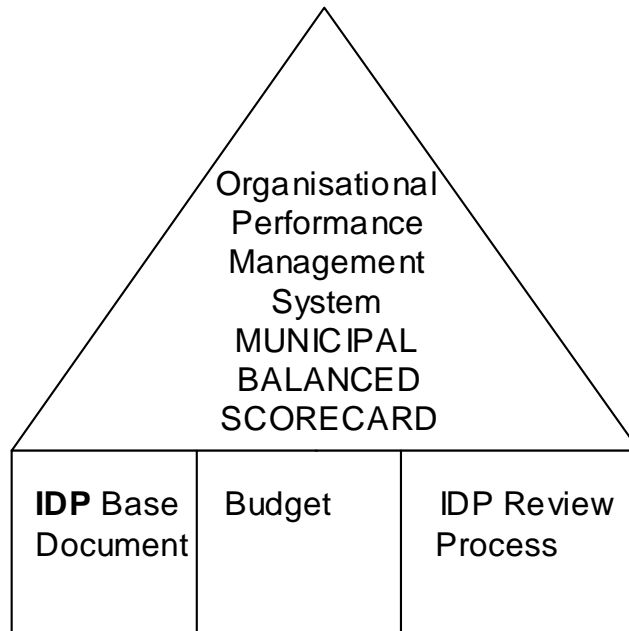 Organisational
Performance
Management
System
MUNICIPAL
BALANCED
SCORECARD
IDP Base
Document
Budget
IDP Review
Process